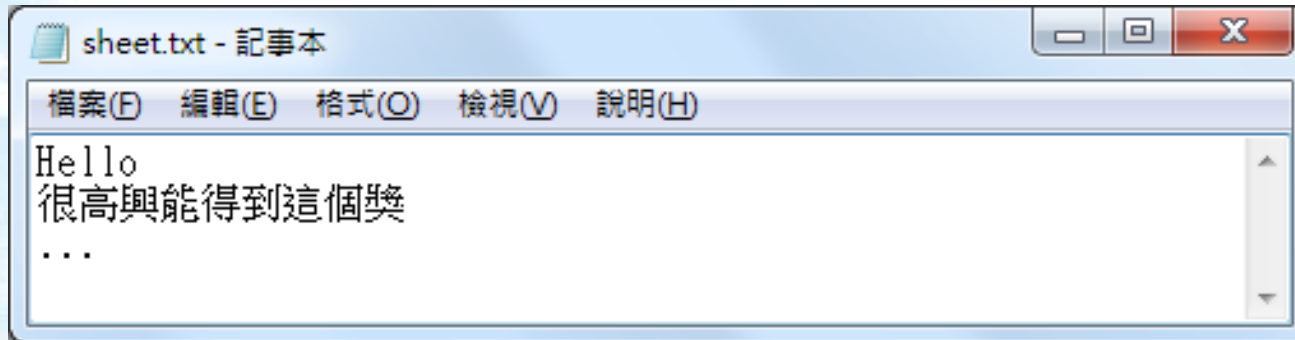 sheet.txt - 記事本
檔案(F) 編輯(E) 格式(O) 檢視(V) 說明(H)
Hello
很高興能得到這個獎
...